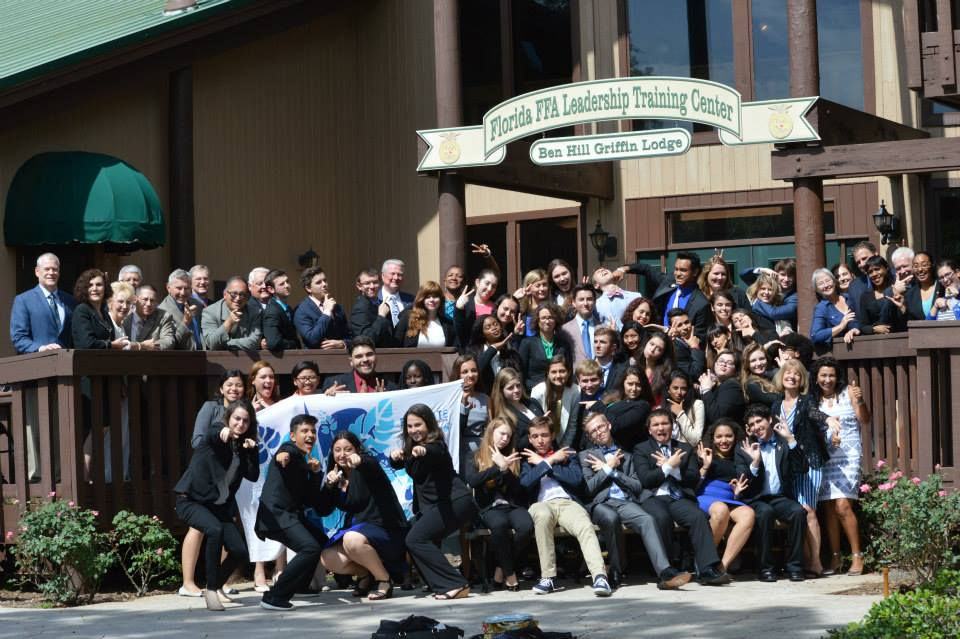 Florida FFA Leadership Training Center
Ben Hill Griffin Lodge